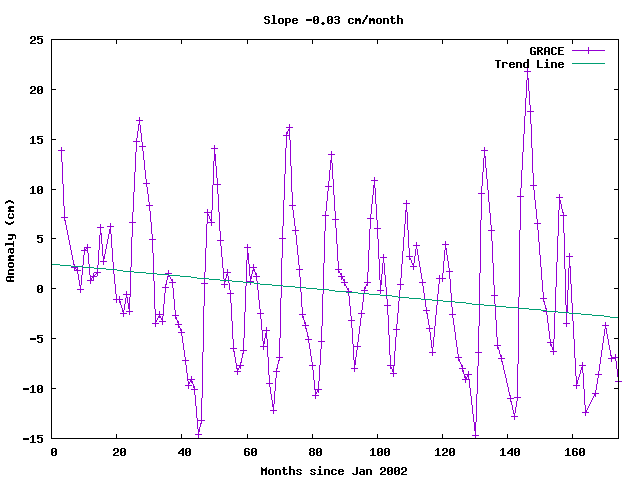 Slope -0.03 cm/month
25
20
15
10
5
0
-5
-10
-15
Anomaly (cm)
GRACE
Trend Line
0 20 40 60 80 100 120 140 160
Months since Jan 2002